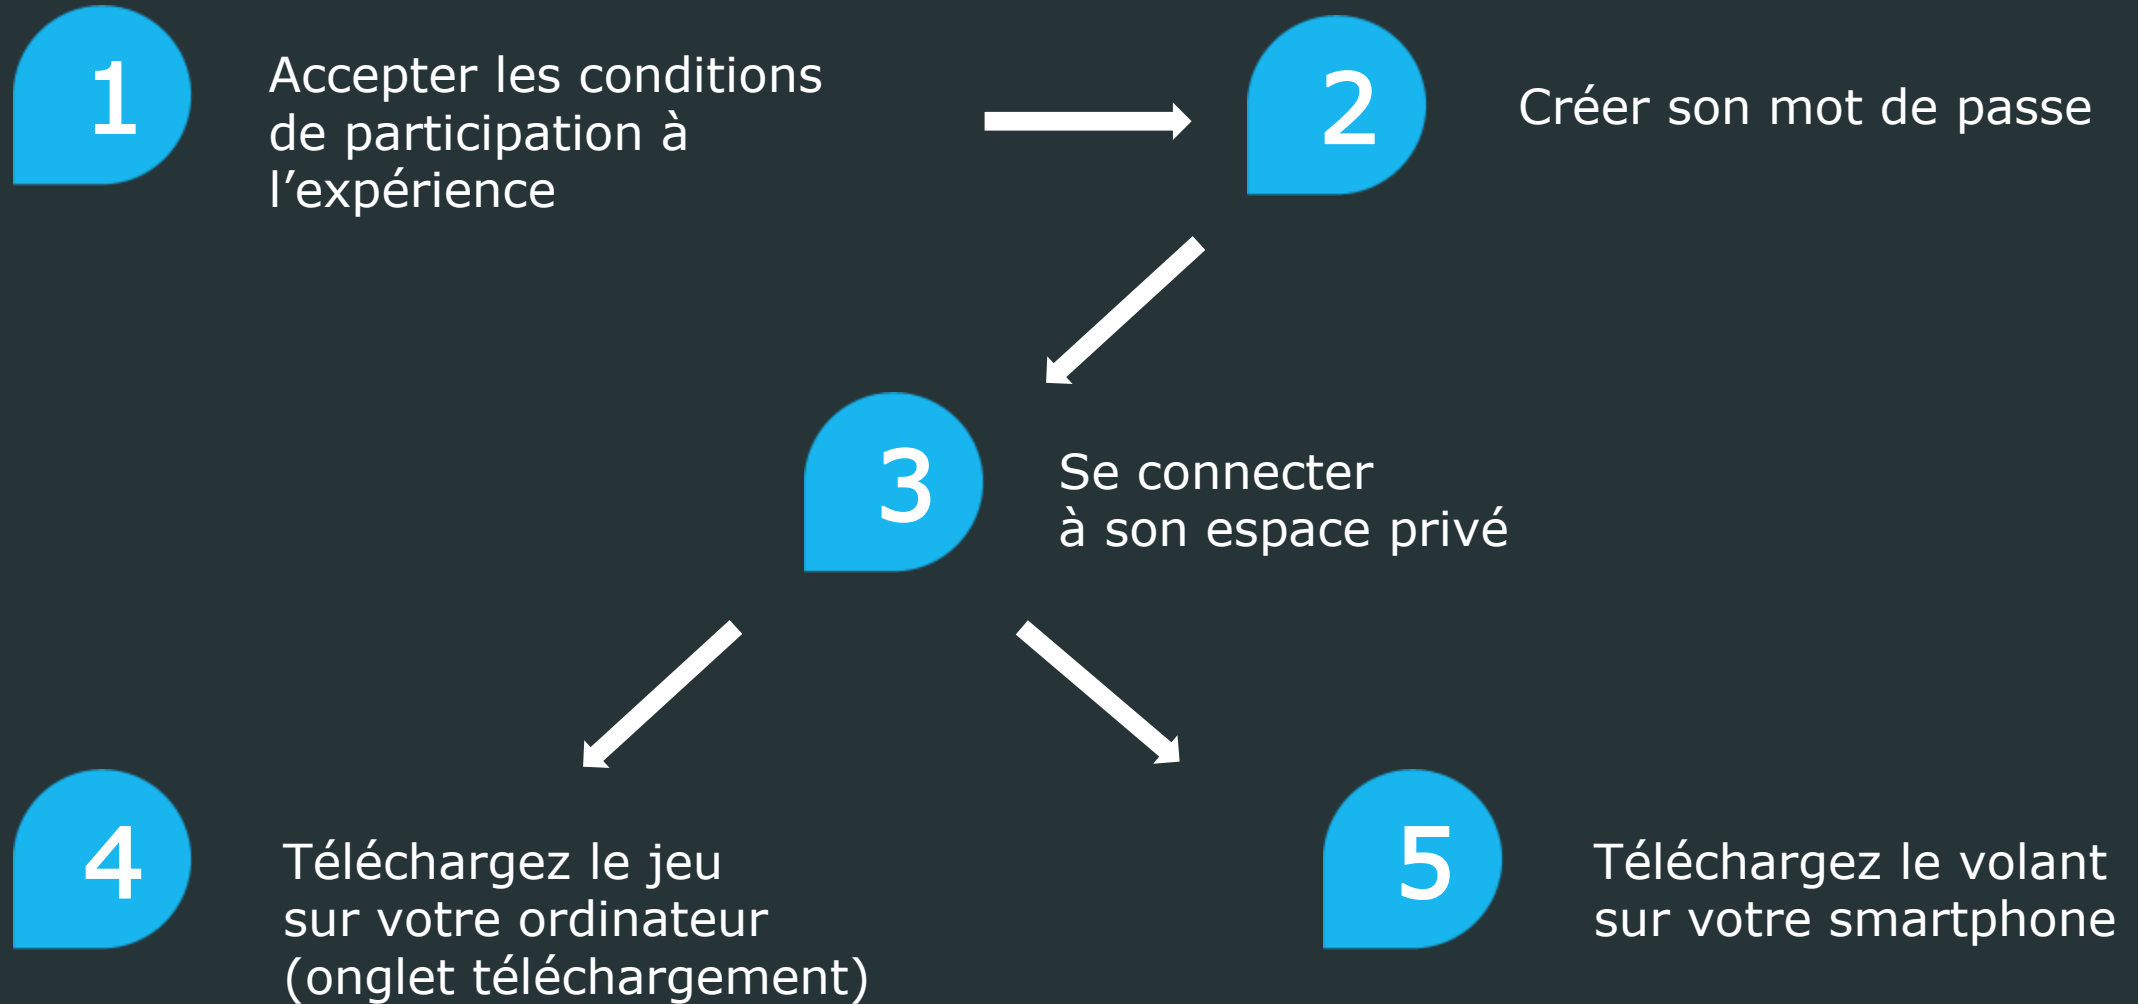 1
Accepter les conditions
de participation à
l’expérience
2
Créer son mot de passe
3
Se connecter
à son espace privé
4
Téléchargez le jeu
sur votre ordinateur
(onglet téléchargement)
5
Téléchargez le volant
sur votre smartphone